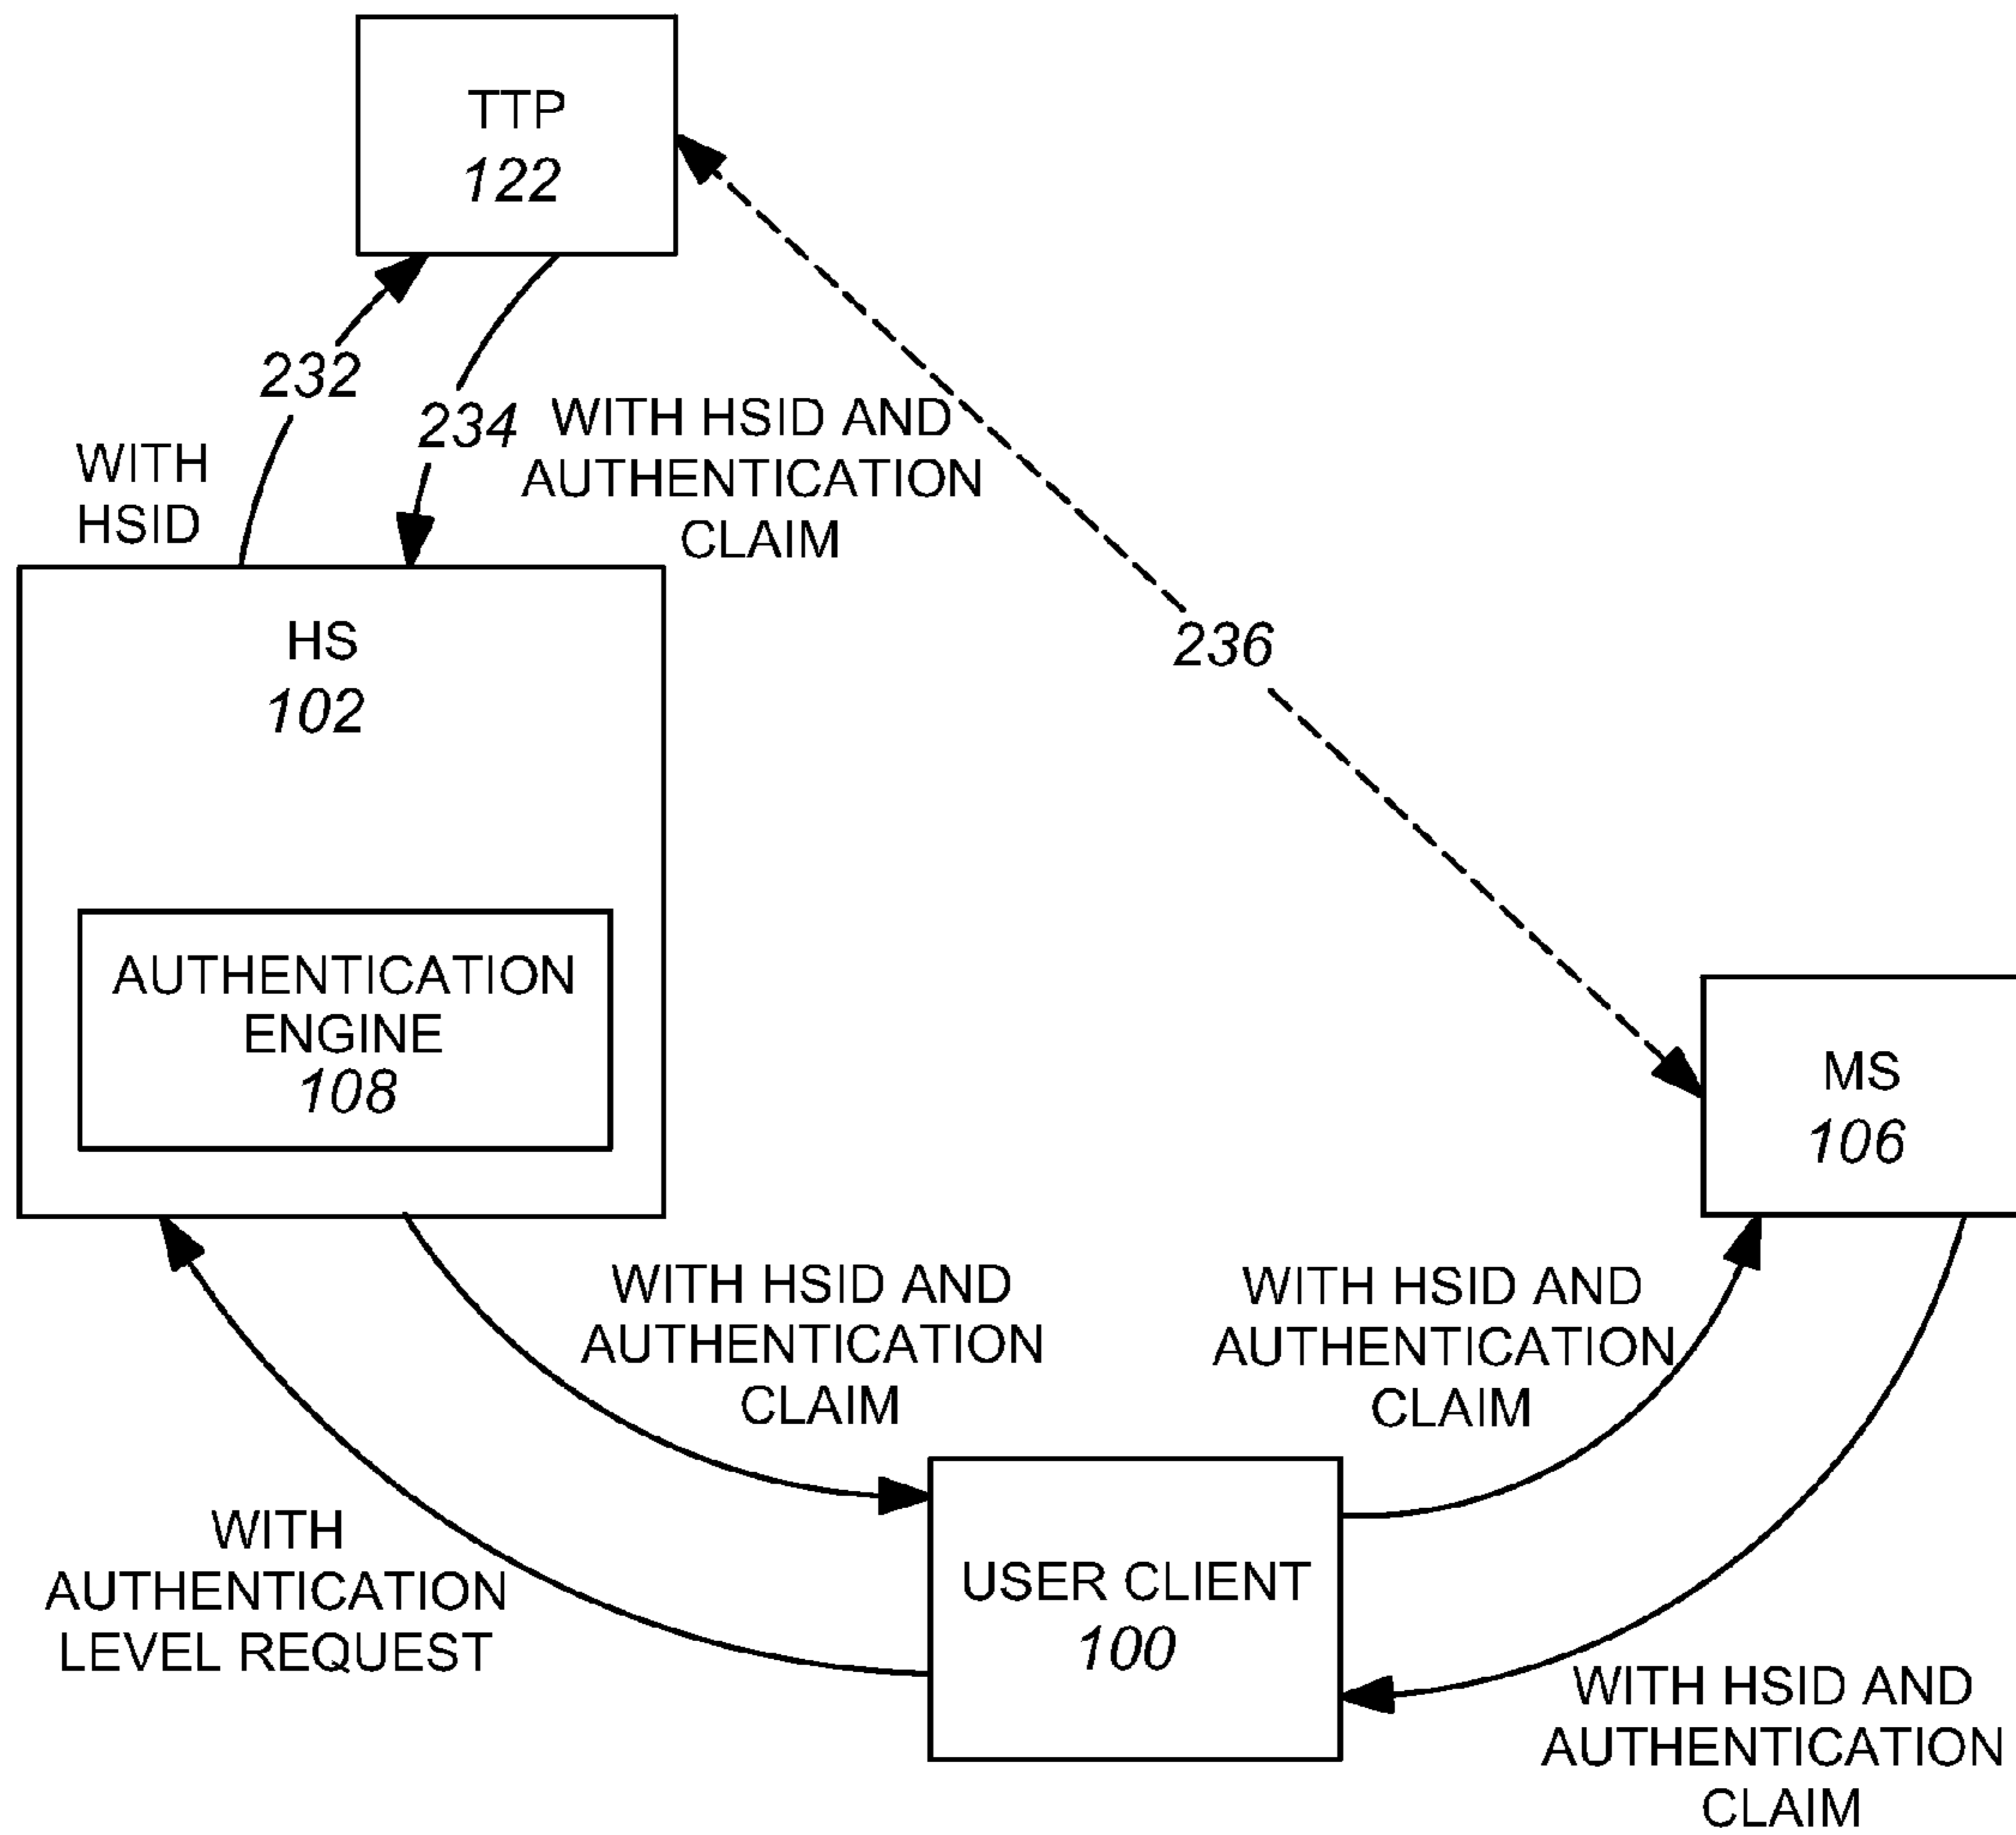 TTP
122
232
234
WITH HSID AND
AUTHENTICATION
CLAIM
WITH
HSID
HS
102
236
AUTHENTICATION
ENGINE
108
MS
106
WITH HSID AND
AUTHENTICATION
CLAIM
WITH HSID AND
AUTHENTICATION
CLAIM
WITH
AUTHENTICATION
LEVEL REQUEST
USER CLIENT
100
WITH HSID AND
AUTHENTICATION
CLAIM